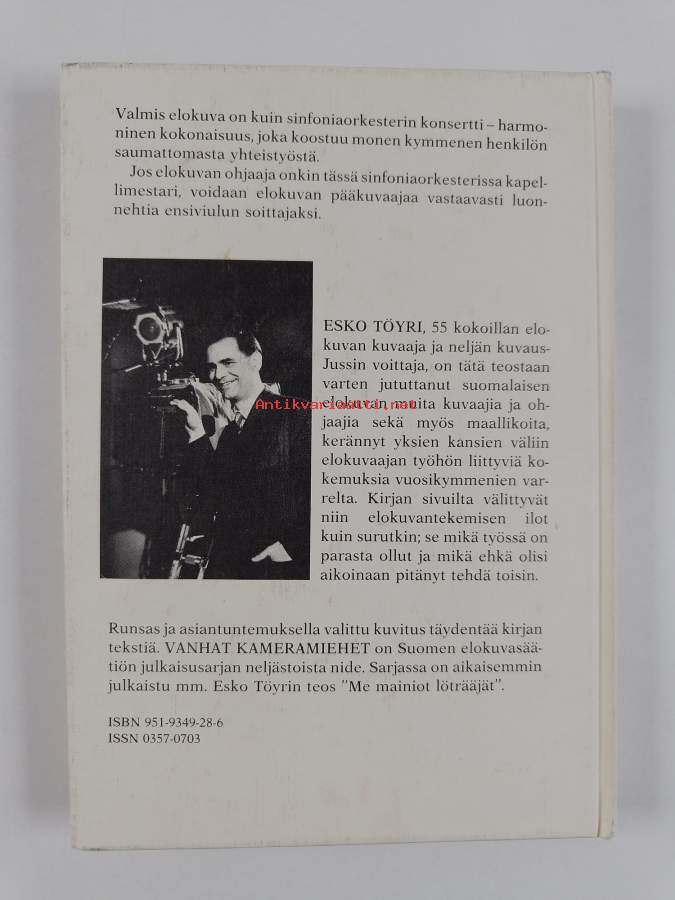 Valmis elokuva on kuin sinfoniaorkesterin konsertti – harmo-
ninen kokonaisuus, joka koostuu monen kymmenen henkilön
saumattomasta yhteistyöstä.
Jos elokuvan ohjaaja onkin tässä sinfoniaorkesterissa kapel-
limestari, voidaan elokuvan pääkuvaajaa vastaavasti luon-
nehtia ensiviulun soittajaksi.
ESKO TÖYRI, 55 kokoillan elo-
kuvan kuvaaja ja neljän kuvaus-
Jussin voittaja, on tätä teostaan
varten jututtanut suomalaisen
elokuvan muita kuvaajia ja oh-
Antikvariaatti.net
jaajia sekä myös maallikoita,
kerännyt yksien kansien väliin
elokuvaajan työhön liittyviä ko-
kemuksia vuosikymmenien var-
relta. Kirjan sivuilta välittyvät
niin elokuvantekemisen ilot
kuin surutkin; se mikä työssä on
parasta ollut ja mikä ehkä olisi
aikoinaan pitänyt tehdä toisin.
Runsas ja asiantuntemuksella valittu kuvitus täydentää kirjan
tekstiä. VANHAT KAMERAMIEHET on Suomen elokuvasää-
tiön julkaisusarjan neljästoista nide. Sarjassa on aikaisemmin
julkaistu mm. Esko Töyrin teos "Me mainiot löträäjät".
ISBN 951-9349-28-6
ISSN 0357-0703